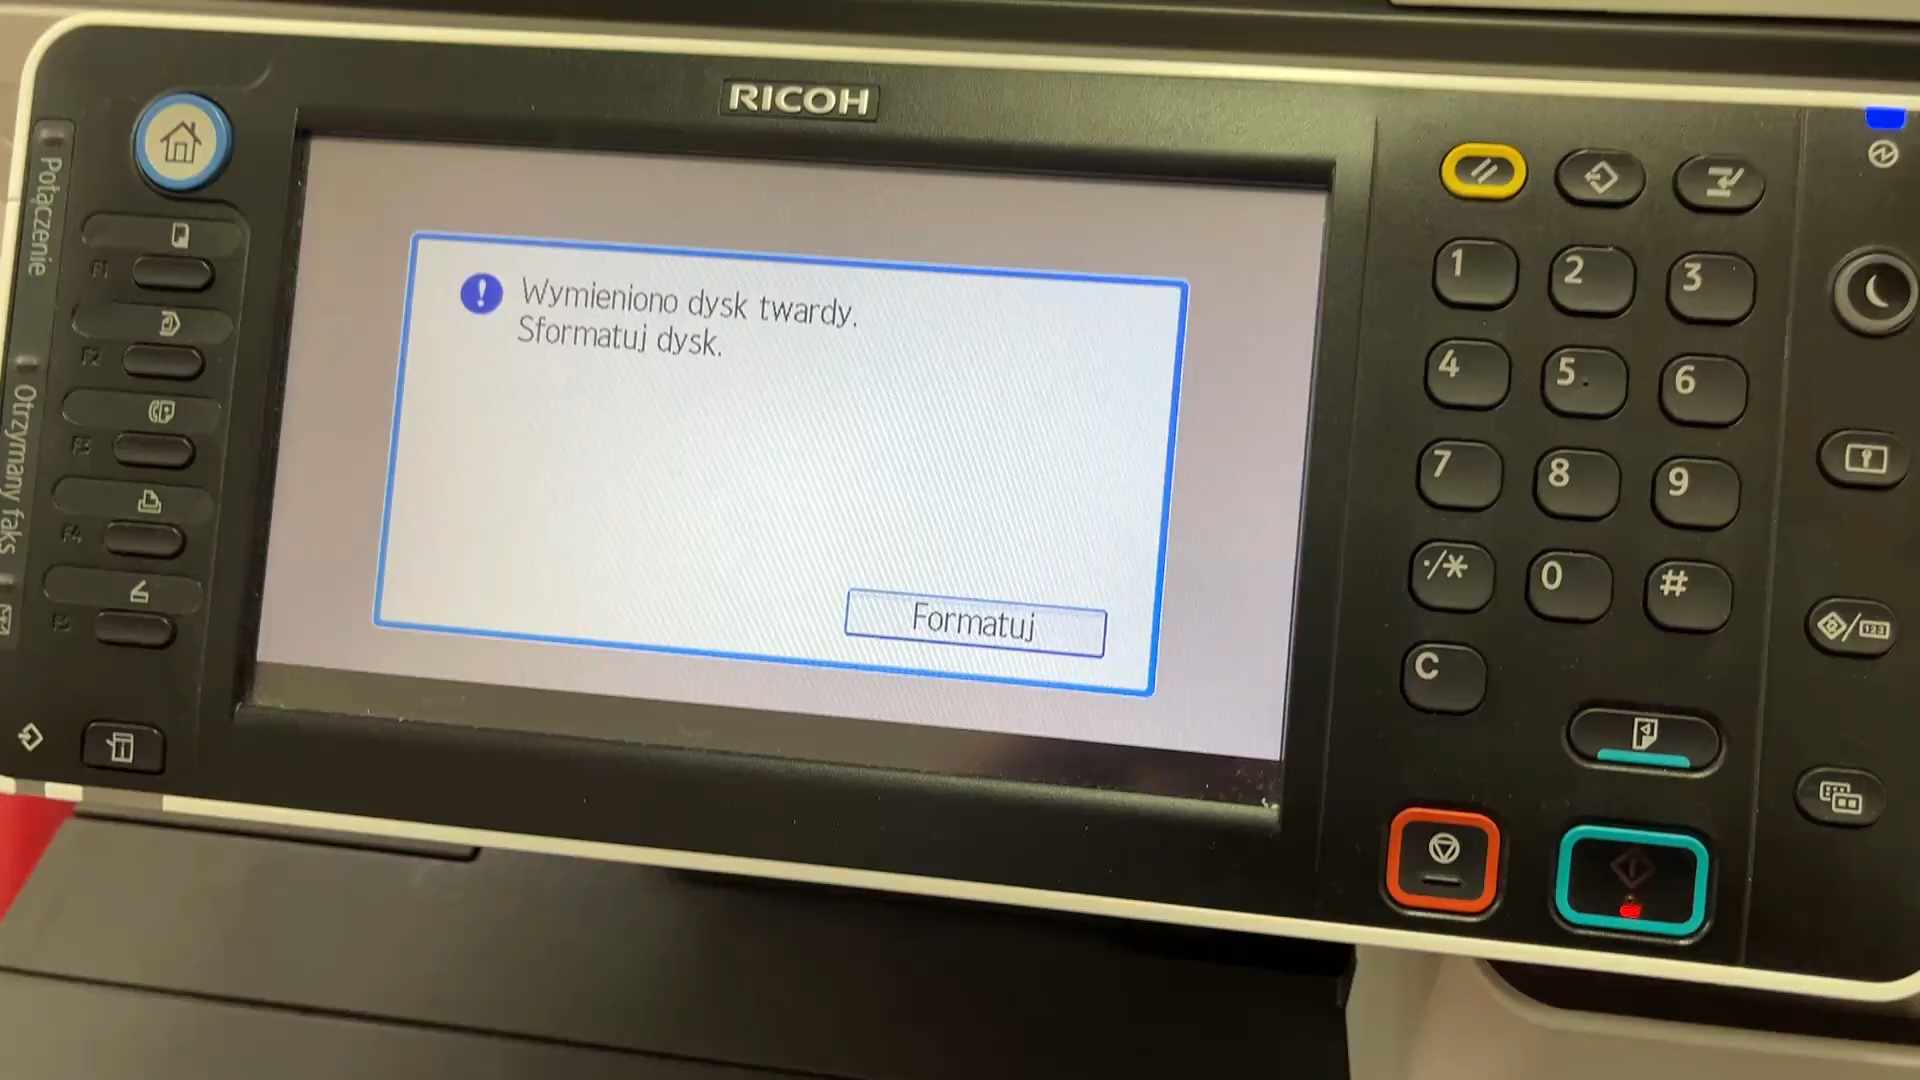 RICOH
Połączenie
Otrzymany faks
F1
F2
F3
F4
F5
Wymieniono dysk twardy.
Sformatuj dysk.
Formatuj
1
2
3
4
5
6
7
8
9
./*
0
#
C
123